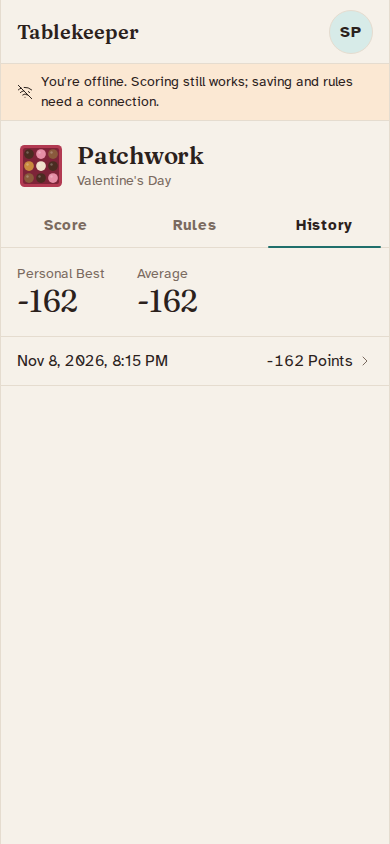 Tablekeeper
SP
You're offline. Scoring still works; saving and rules
need a connection.
Patchwork
Valentine's Day
Score
Rules
History
Personal Best
Average
-162
-162
Nov 8, 2026, 8:15 PM
-162 Points